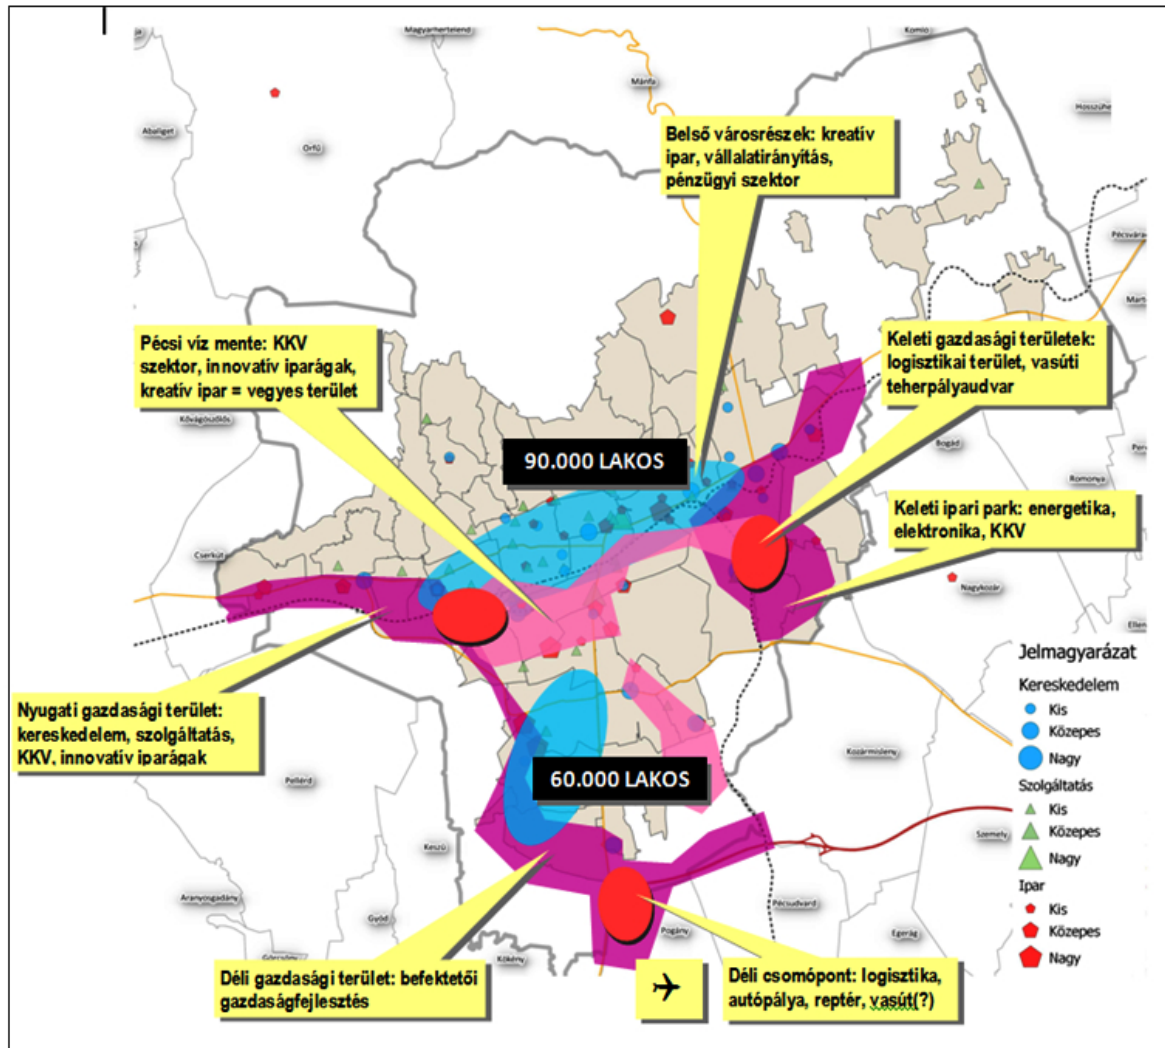 Magyarhertelend
Komló
Mánfa
Abaliget
Orfű
Belső városrészek: kreatív
ipar, vállalatirányítás,
pénzügyi szektor
Pécsi víz mente: KKV
szektor, innovatív iparágak,
kreatív ipar = vegyes terület
Keleti gazdasági területek:
logisztikai terület, vasúti
teherpályaudvar
Kővágószőlős
Bogád
90.000 LAKOS
Romonya
Keleti ipari park: energetika,
elektronika, KKV
Cserkút
Nagykozár
Nyugati gazdasági terület:
kereskedelem, szolgáltatás,
KKV, innovatív iparágak
Pellérd
60.000 LAKOS
Kozármisleny
Keszü
Szemely
Aranyosgadány
Gyód
Pécsudvard
Pogány
Egerág
Görcsöny
Kökény
Déli gazdasági terület: befektetői
gazdaságfejlesztés
Déli csomópont: logisztika,
autópálya, reptér, vasút(?)
Jelmagyarázat
Kereskedelem
Kis
Közepes
Nagy
Szolgáltatás
Kis
Közepes
Nagy
Ipar
Kis
Közepes
Nagy